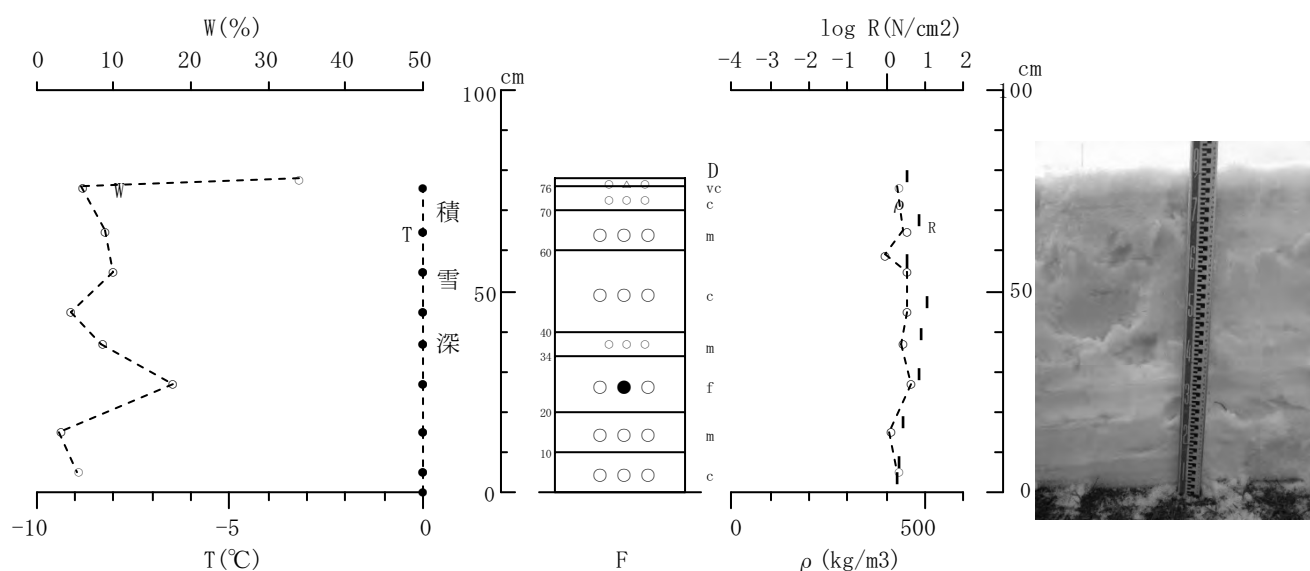 W(%)
0 10 20 30 40 50
log R(N/cm2)
-4 -3 -2 -1 0 1 2
cm
cm
100
100
W
T
積
雪
深
50
50
0
0
D
76
vc
c
70
m
R
60
c
40
m
34
f
20
m
10
c
-10 -5 0
T(℃)
F
0 500
ρ (kg/m3)